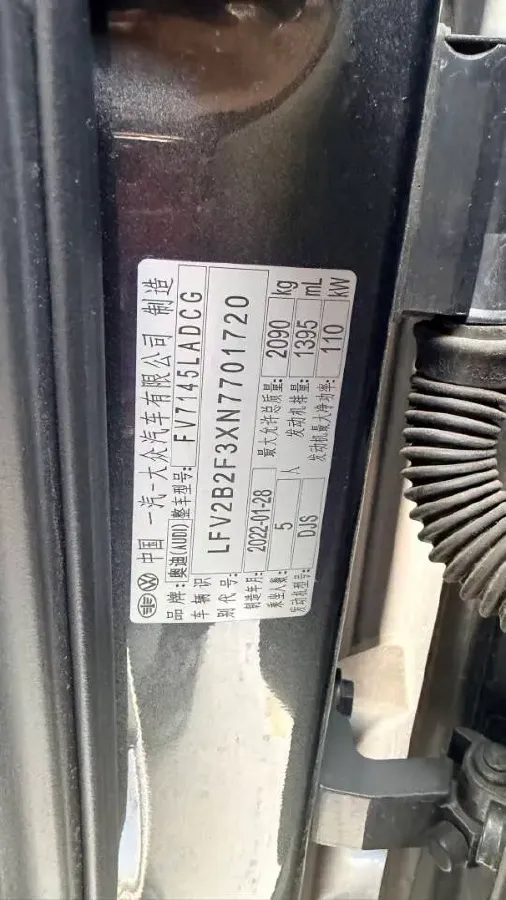 中国 一汽-大众汽车有限公司 制造
品牌:奥迪(AUDI) 整车型号: FV7145LADCG
车辆识别代号: LFV2B2F3XN7701720
制造年月: 2022-01-28 最大允许总质量: 2090 kg
乘坐人数: 5 人 发动机排量: 1395 mL
发动机型号: DJS 发动机最大净功率: 110 kW